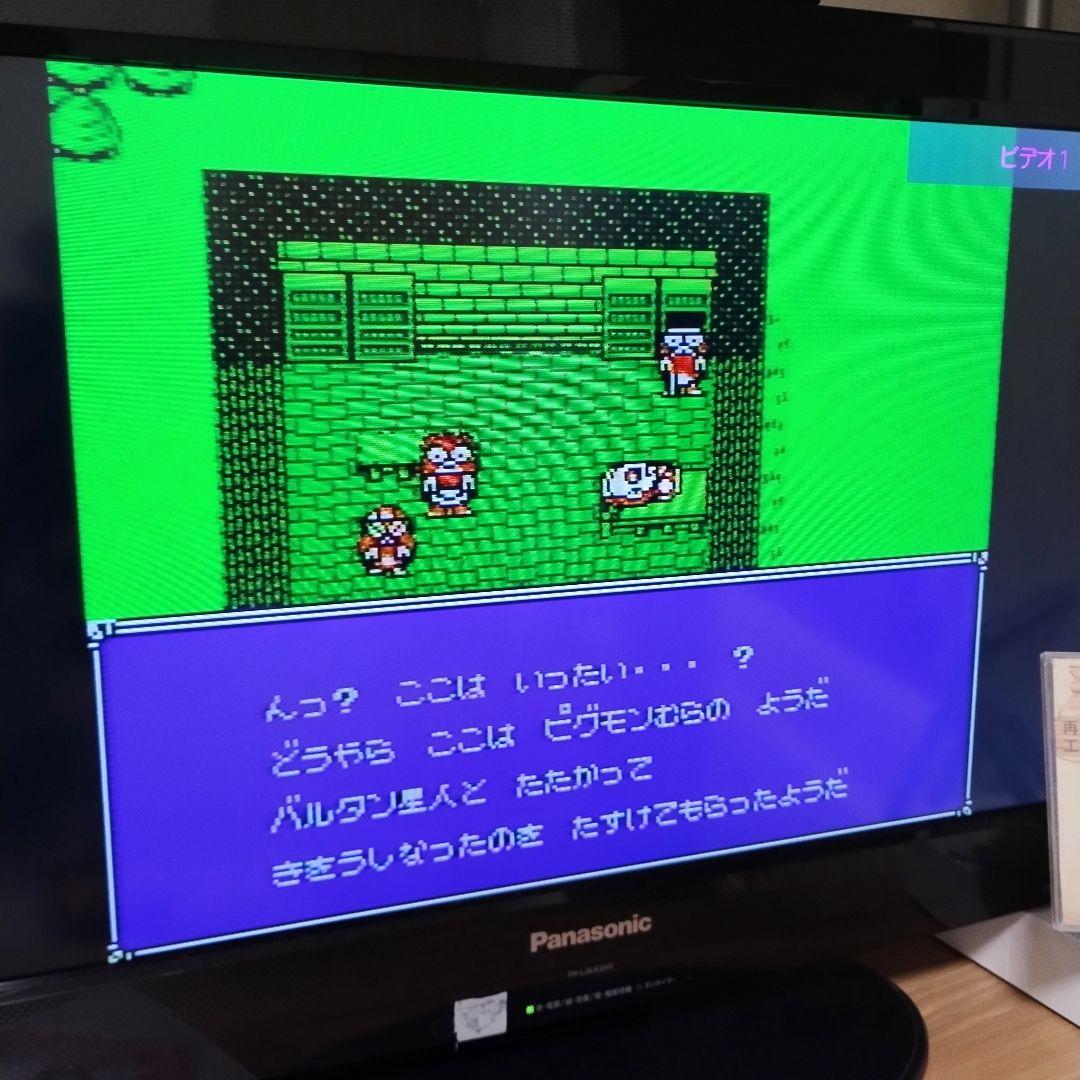 ビデオ1
んっ? ここは いったい・・・ ?
どうやら ここは ピグモンむらの ようだ
バルタン星人と たたかって
きをうしなったのを たすけてもらったようだ
Panasonic
再
エ